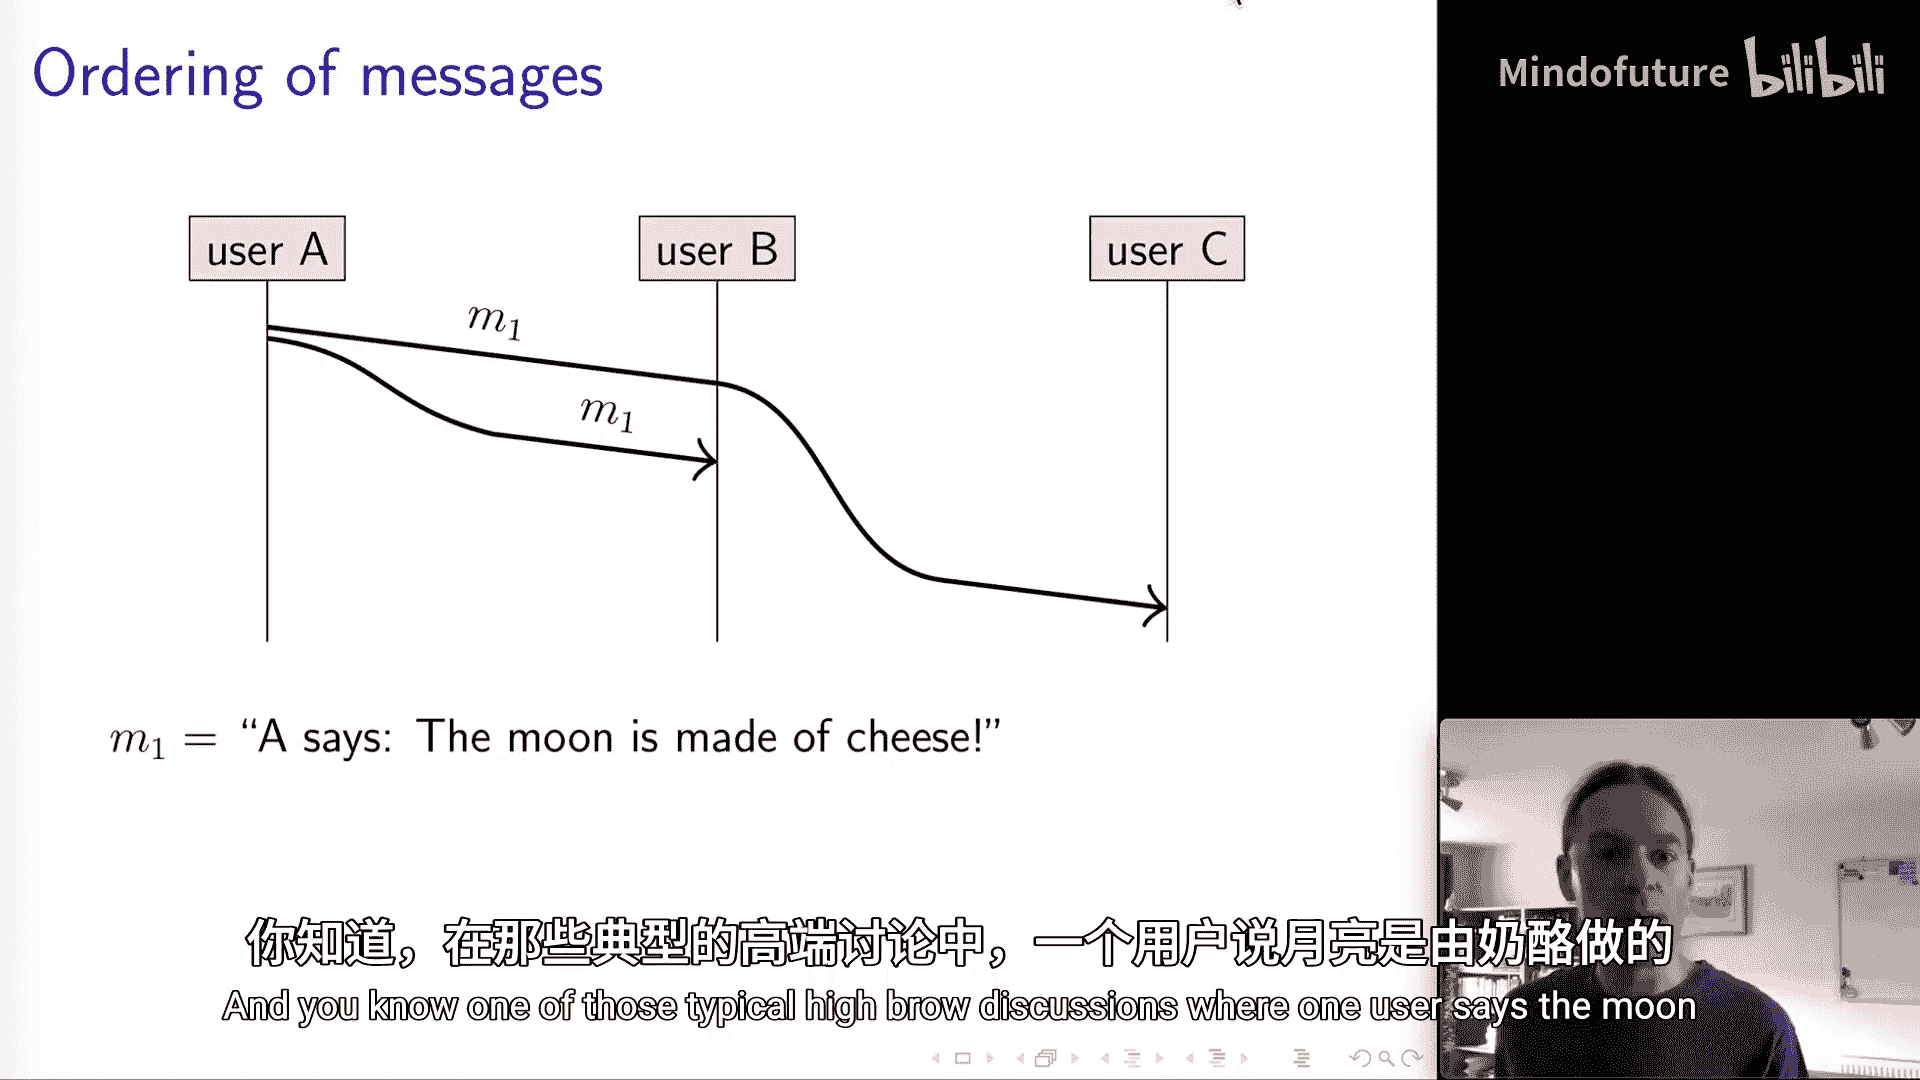 Ordering of messages
Mindofuture bilibili
user A
user B
user C
m₁
m₁
m₁ = “A says: The moon is made of cheese!”
你知道，在那些典型的高端讨论中，一个用户说月亮是由奶酪做的
And you know one of those typical high brow discussions where one user says the moon